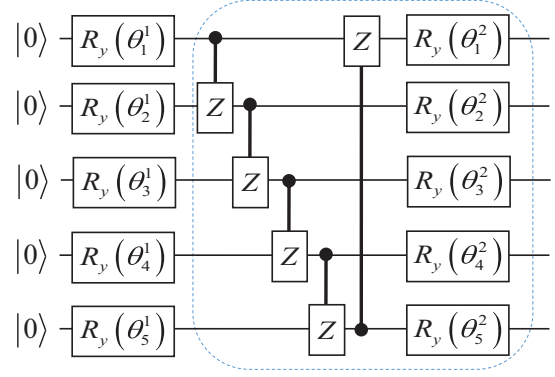 |0⟩ R_y(θ_1^1) Z R_y(θ_1^2)
|0⟩ R_y(θ_2^1) Z R_y(θ_2^2)
|0⟩ R_y(θ_3^1) Z R_y(θ_3^2)
|0⟩ R_y(θ_4^1) Z R_y(θ_4^2)
|0⟩ R_y(θ_5^1) Z R_y(θ_5^2)